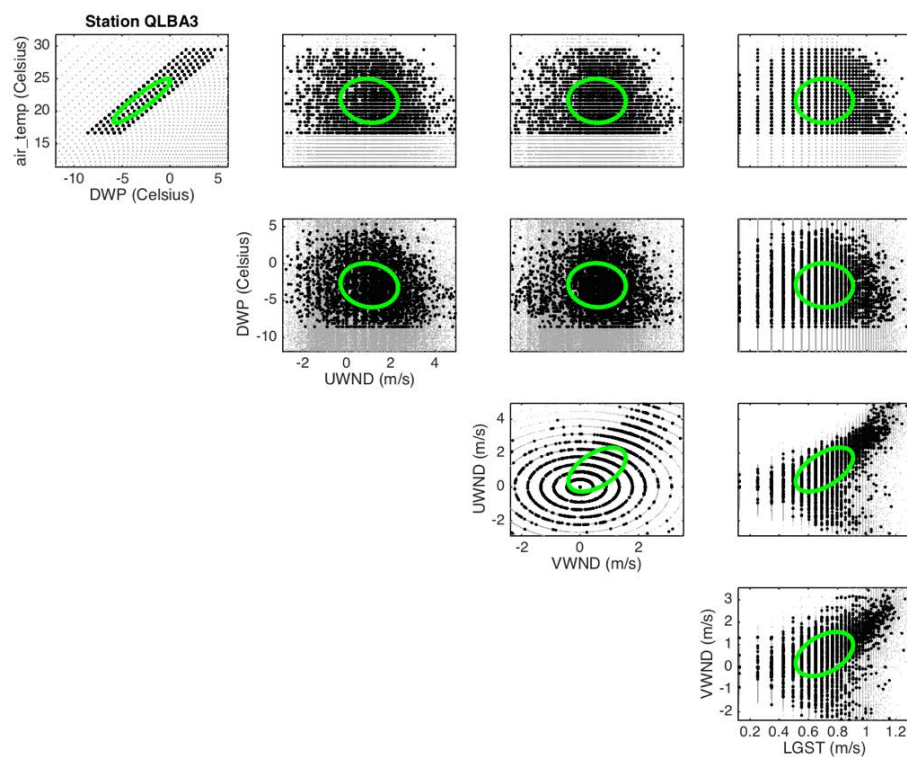 Station QLBA3
30
25
20
15
air_temp (Celsius)
-10 -5 0 5
DWP (Celsius)
5
0
-5
-10
DWP (Celsius)
-2 0 2 4
UWND (m/s)
4
2
0
-2
UWND (m/s)
-2 0 2
VWND (m/s)
3
2
1
0
-1
-2
VWND (m/s)
0.2 0.4 0.6 0.8 1 1.2
LGST (m/s)